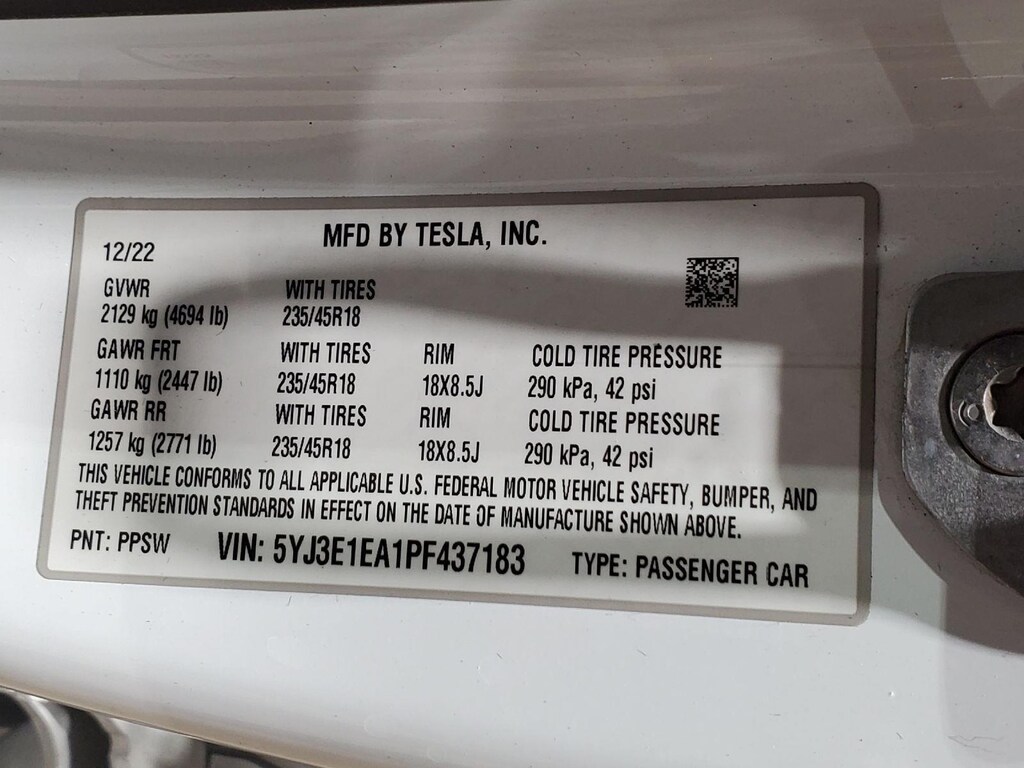 MFD BY TESLA, INC.
12/22
GVWR WITH TIRES
2129 kg (4694 lb) 235/45R18
GAWR FRT WITH TIRES RIM COLD TIRE PRESSURE
1110 kg (2447 lb) 235/45R18 18X8.5J 290 kPa, 42 psi
GAWR RR WITH TIRES RIM COLD TIRE PRESSURE
1257 kg (2771 lb) 235/45R18 18X8.5J 290 kPa, 42 psi
THIS VEHICLE CONFORMS TO ALL APPLICABLE U.S. FEDERAL MOTOR VEHICLE SAFETY, BUMPER, AND
THEFT PREVENTION STANDARDS IN EFFECT ON THE DATE OF MANUFACTURE SHOWN ABOVE.
PNT: PPSW VIN: 5YJ3E1EA1PF437183 TYPE: PASSENGER CAR